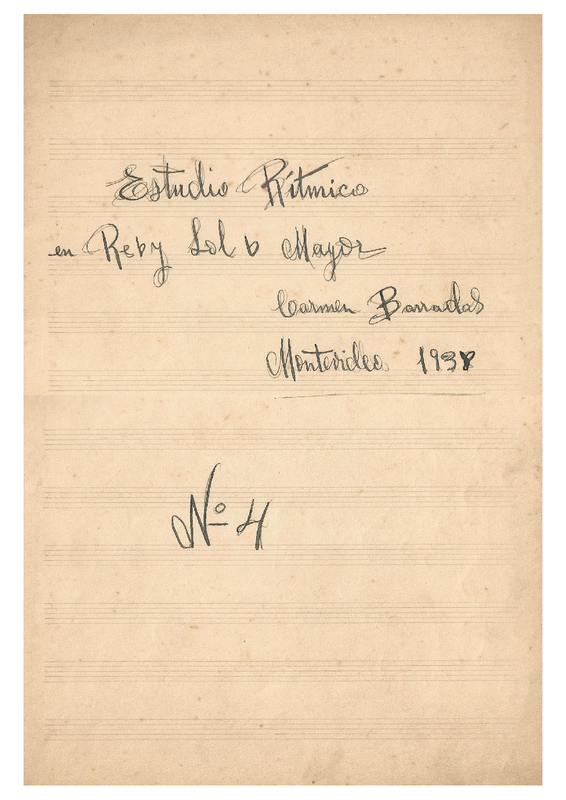 Estudio Rítmico
en Re b y Sol b Mayor
Carmen Barradas
Montevideo 1938
Nº 4